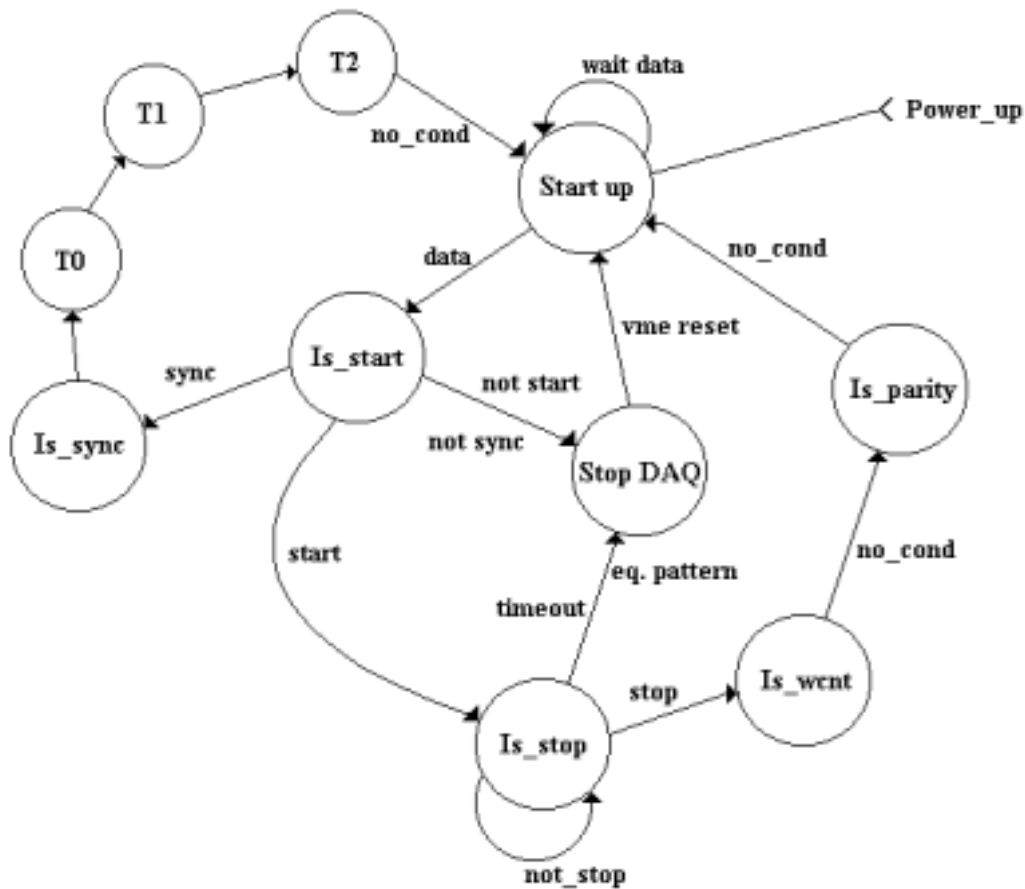 T2
wait data
T1
Power_up
no_cond
Start up
no_cond
data
T0
vme reset
Is_start
sync
not start
Is_parity
not sync
Is_sync
Stop DAQ
start
no_cond
eq. pattern
timeout
Is_wcnt
stop
Is_stop
not_stop